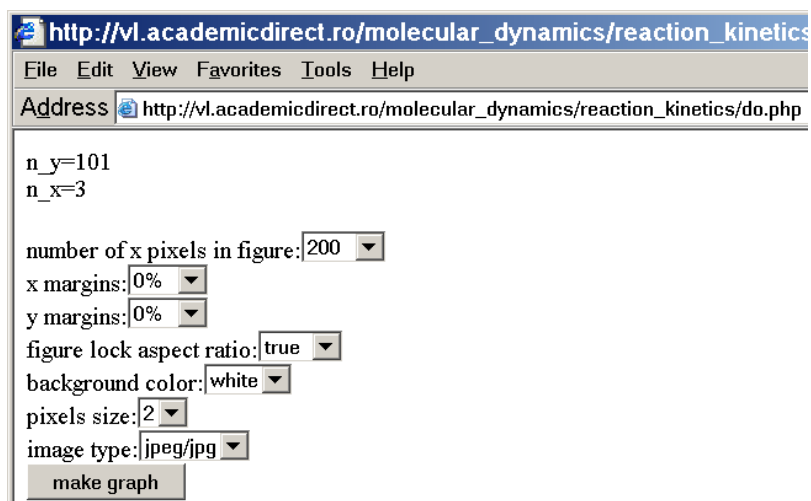 http://vl.academicdirect.ro/molecular_dynamics/reaction_kinetics
File Edit View Favorites Tools Help
Address http://vl.academicdirect.ro/molecular_dynamics/reaction_kinetics/do.php
n_y=101
n_x=3
number of x pixels in figure: 200
x margins: 0%
y margins: 0%
figure lock aspect ratio: true
background color: white
pixels size: 2
image type: jpeg/jpg
make graph